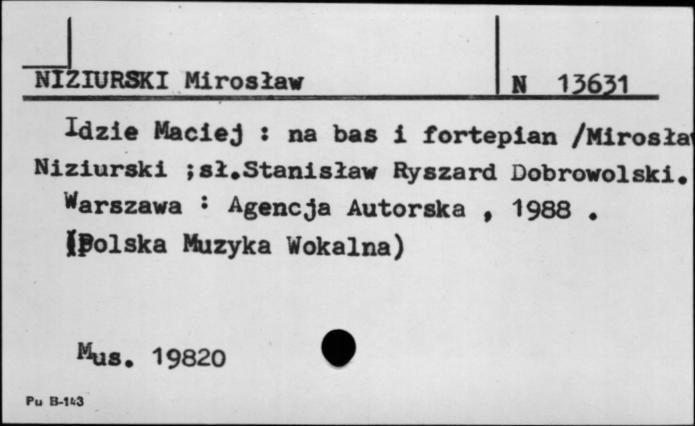 NIZIURSKI Mirosław
N 13631
Idzie Maciej : na bas i fortepian /Mirosła
Niziurski ;sł.Stanisław Ryszard Dobrowolski.
Warszawa : Agencja Autorska , 1988 .
(Polska Muzyka Wokalna)
Mus. 19820
Pu B-143